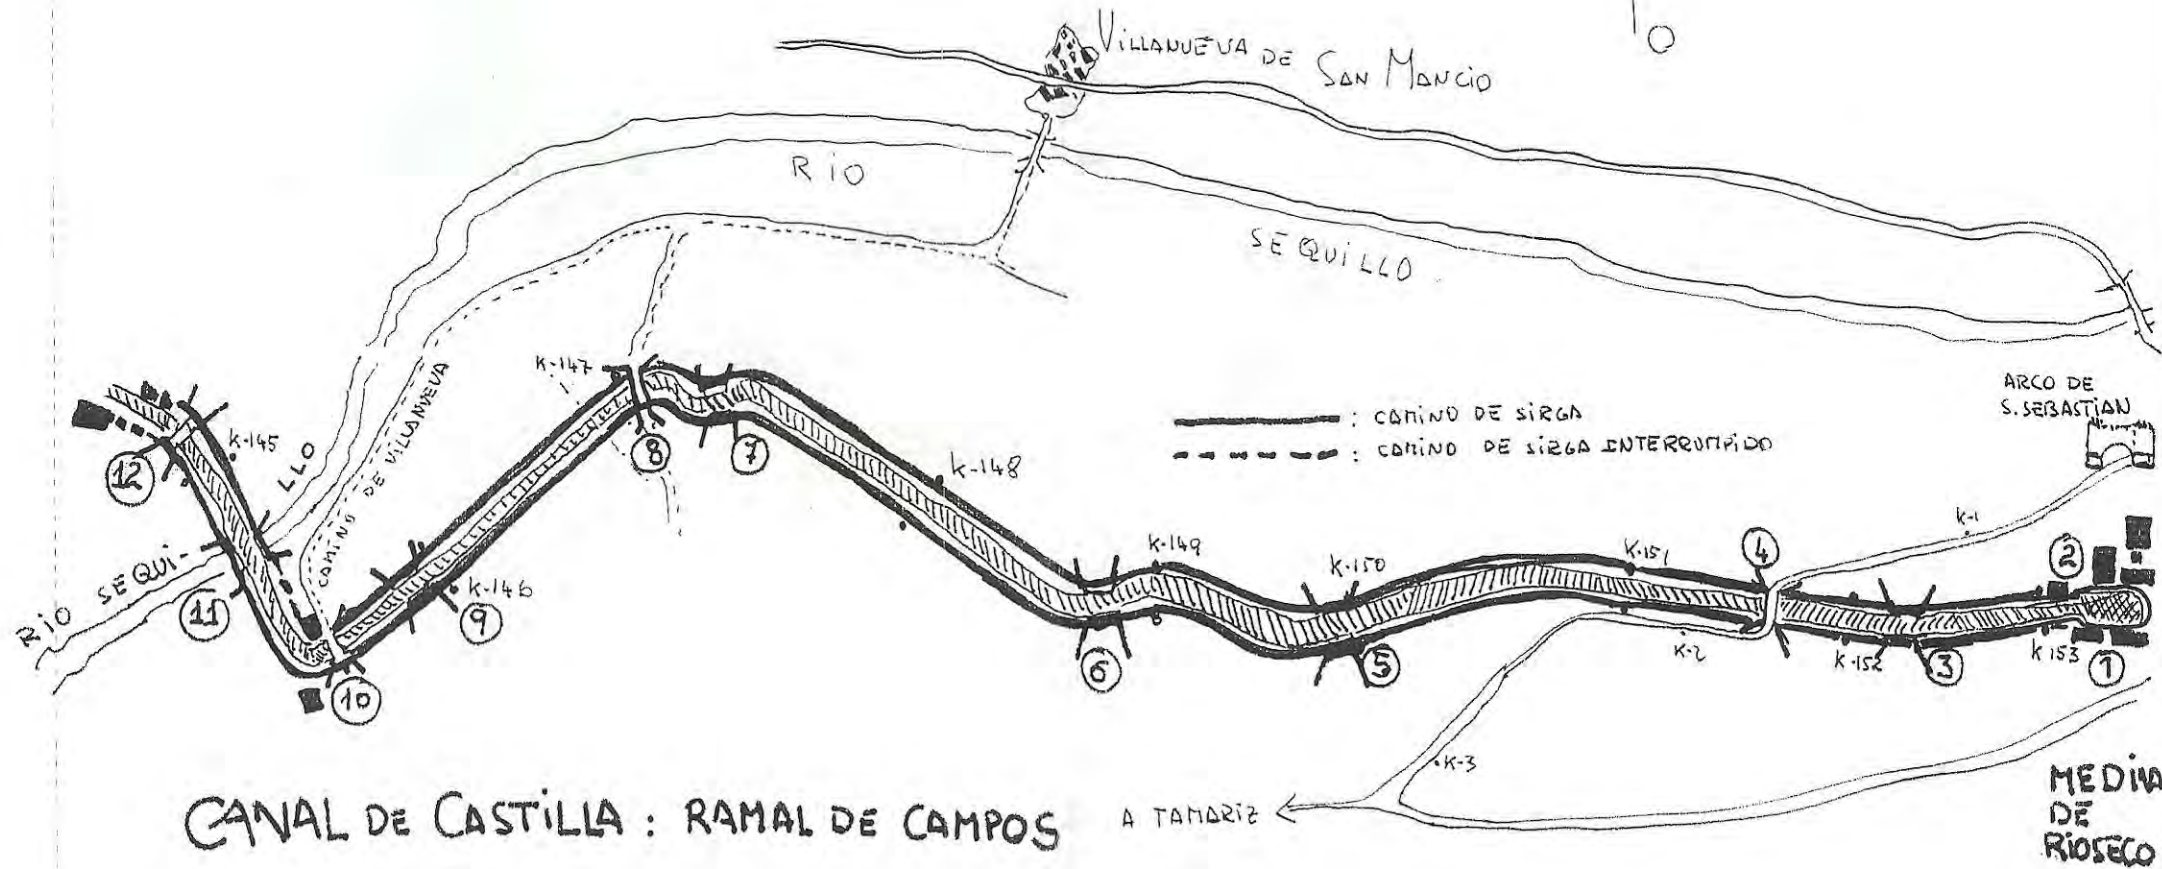 VILLANUEVA DE SAN MANCIO
RIO
SEQUILLO
K-147
K-145
LLO
CAMINO DE VILLANUEVA
RIO SEQUI-
: CAMINO DE SIRGA
: CAMINO DE SIRGA INTERRUMPIDO
ARCO DE
S. SEBASTIAN
K-148
K-146
K-149
K-150
K-151
K-1
K-2
K-152
K-153
K-3
12
11
10
9
8
7
6
5
4
3
2
1
A TAMARIZ
MEDINA
DE
RIOSECO
CANAL DE CASTILLA : RAMAL DE CAMPOS